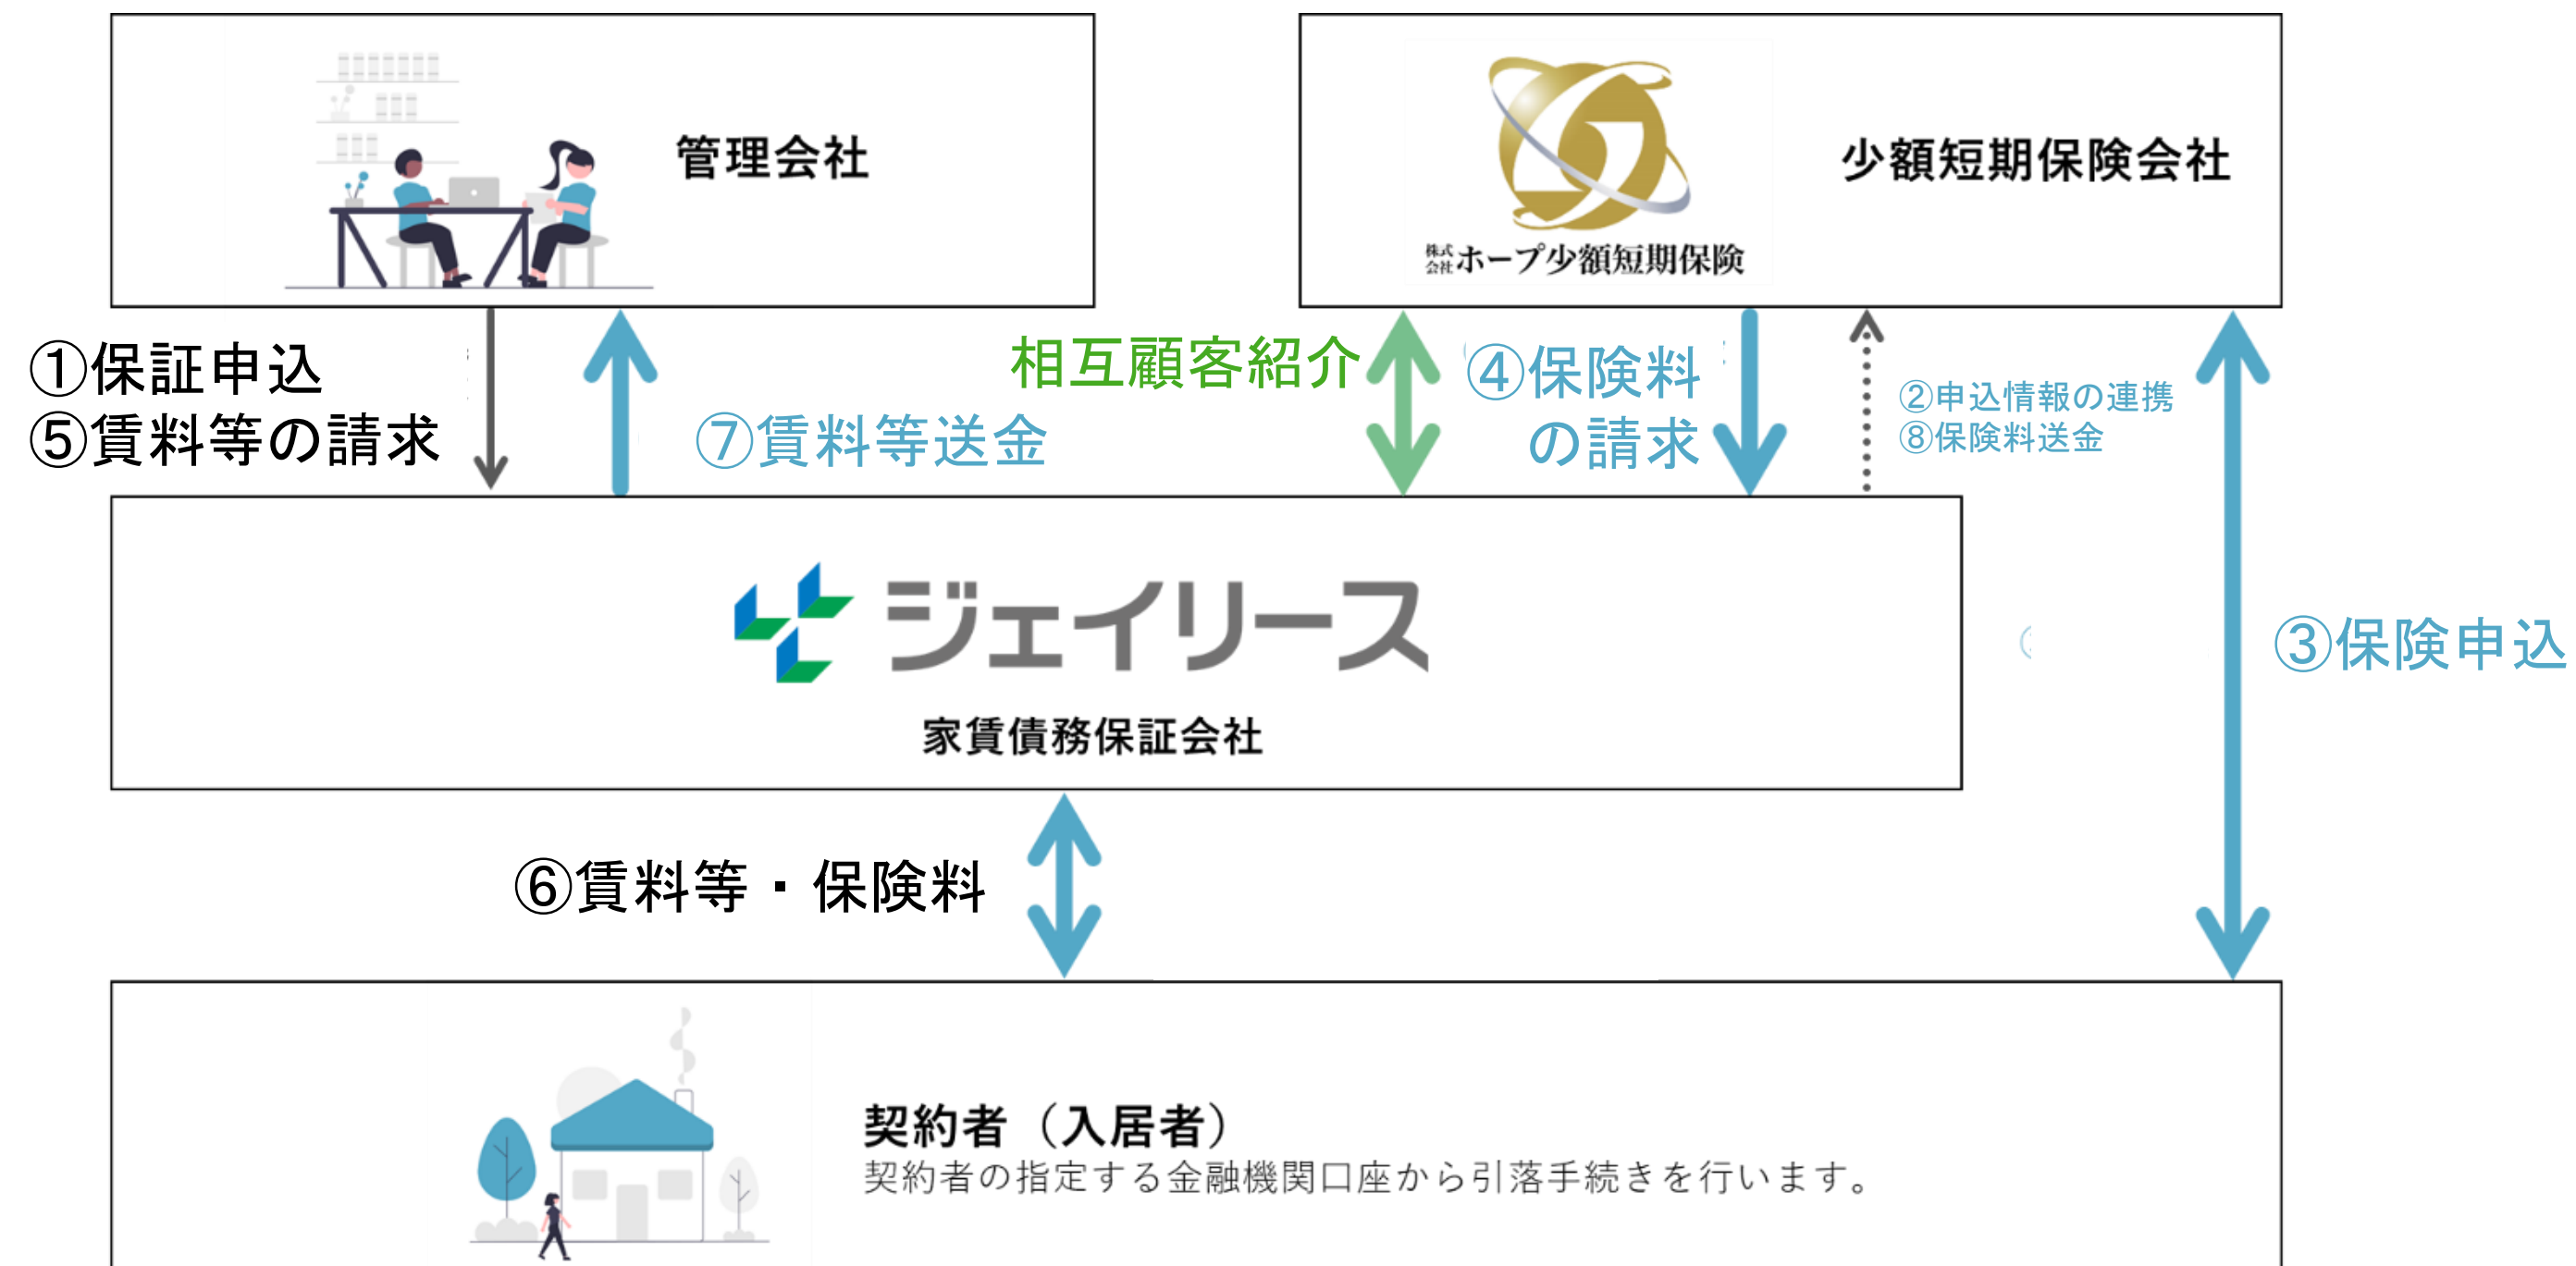 管理会社
少額短期保険会社
株式会社ホープ少額短期保険
①保証申込
⑤賃料等の請求
⑦賃料等送金
相互顧客紹介
④保険料
の請求
②申込情報の連携
⑧保険料送金
③保険申込
ジェイリース
家賃債務保証会社
⑥賃料等・保険料
契約者（入居者）
契約者の指定する金融機関口座から引落手続きを行います。